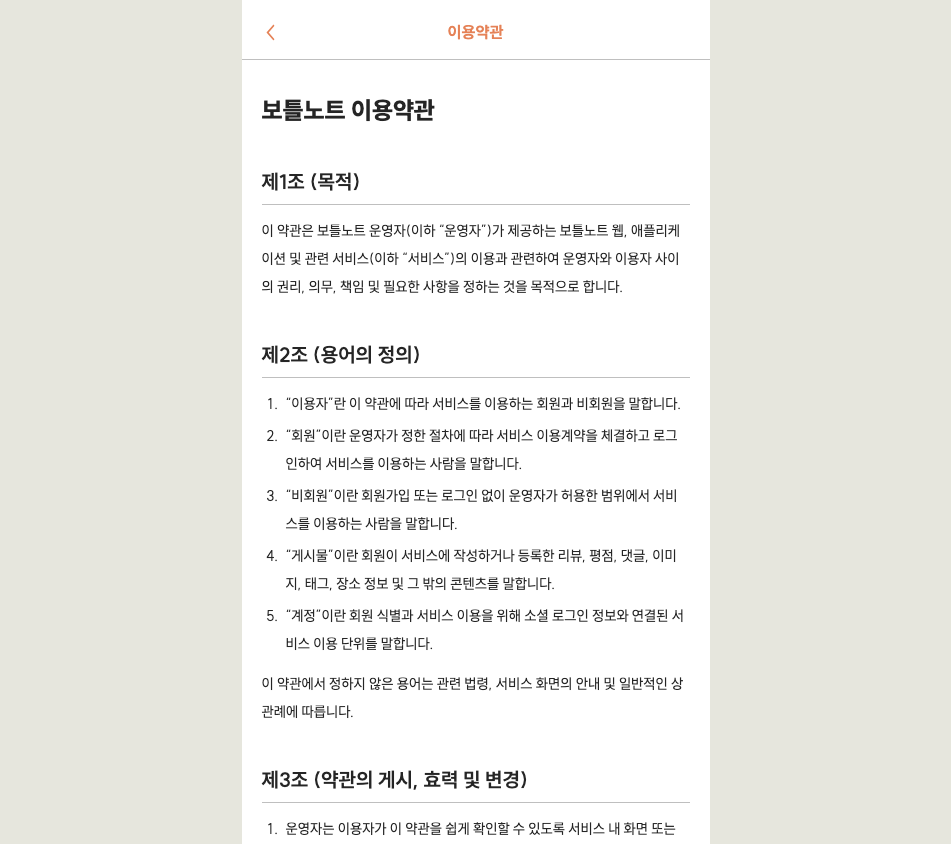 이용약관
보틀노트 이용약관
제1조 (목적)
이 약관은 보틀노트 운영자(이하 “운영자”)가 제공하는 보틀노트 웹, 애플리케
이션 및 관련 서비스(이하 “서비스”)의 이용과 관련하여 운영자와 이용자 사이
의 권리, 의무, 책임 및 필요한 사항을 정하는 것을 목적으로 합니다.
제2조 (용어의 정의)
1. “이용자”란 이 약관에 따라 서비스를 이용하는 회원과 비회원을 말합니다.
2. “회원”이란 운영자가 정한 절차에 따라 서비스 이용계약을 체결하고 로그
인하여 서비스를 이용하는 사람을 말합니다.
3. “비회원”이란 회원가입 또는 로그인 없이 운영자가 허용한 범위에서 서비
스를 이용하는 사람을 말합니다.
4. “게시물”이란 회원이 서비스에 작성하거나 등록한 리뷰, 평점, 댓글, 이미
지, 태그, 장소 정보 및 그 밖의 콘텐츠를 말합니다.
5. “계정”이란 회원 식별과 서비스 이용을 위해 소셜 로그인 정보와 연결된 서
비스 이용 단위를 말합니다.
이 약관에서 정하지 않은 용어는 관련 법령, 서비스 화면의 안내 및 일반적인 상
관례에 따릅니다.
제3조 (약관의 게시, 효력 및 변경)
1. 운영자는 이용자가 이 약관을 쉽게 확인할 수 있도록 서비스 내 화면 또는